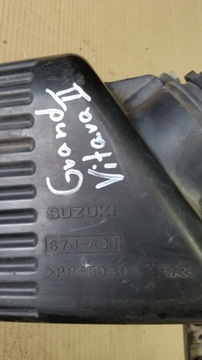 Grand
Vitara
II
SUZUKI
67J-A01
>PP-TD30<